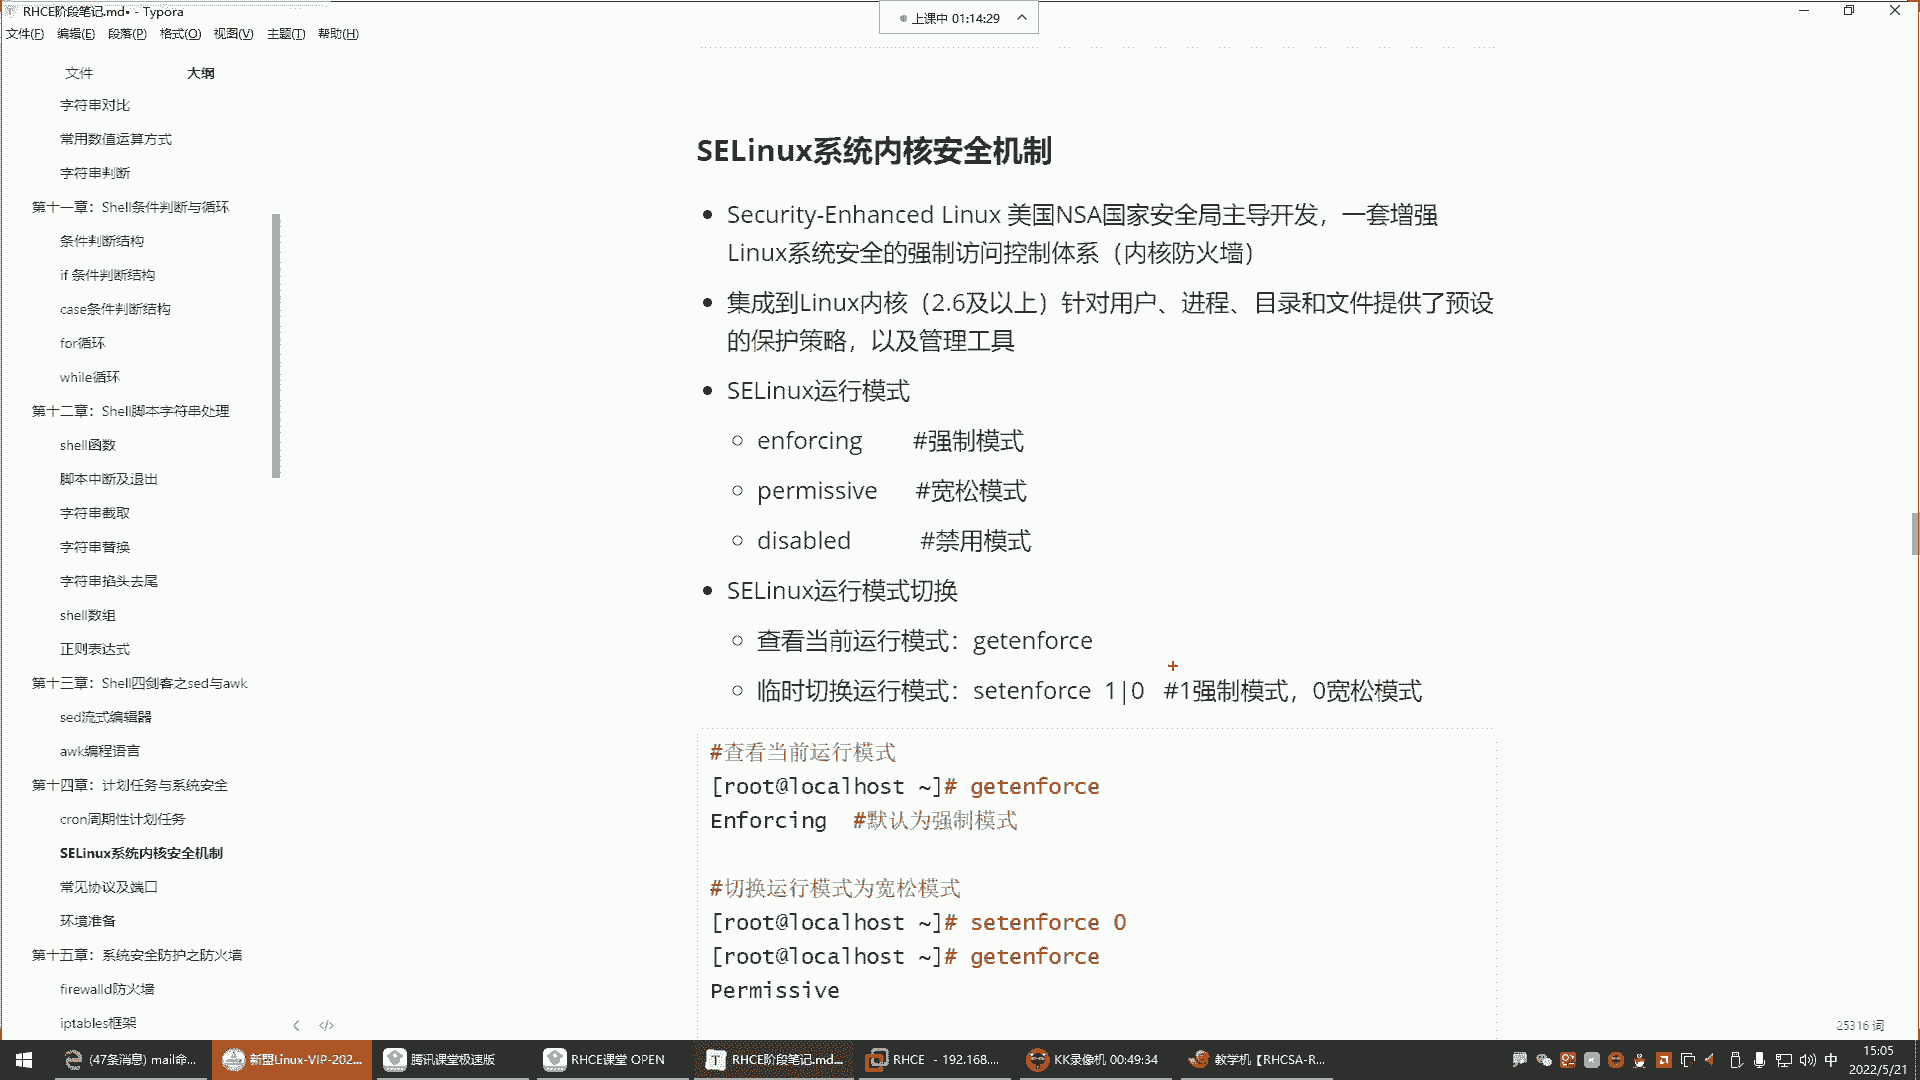 RHCE阶段笔记.md• - Typora
上课中 01:14:29
文件(F) 编辑(E) 段落(P) 格式(O) 视图(V) 主题(T) 帮助(H)
文件 大纲
字符串对比
常用数值运算方式
字符串判断
第十一章：Shell条件判断与循环
条件判断结构
if 条件判断结构
case条件判断结构
for循环
while循环
第十二章：Shell脚本字符串处理
shell函数
脚本中断及退出
字符串截取
字符串替换
字符串掐头去尾
shell数组
正则表达式
第十三章：Shell四剑客之sed与awk
sed流式编辑器
awk编程语言
第十四章：计划任务与系统安全
cron周期性计划任务
SELinux系统内核安全机制
常见协议及端口
环境准备
第十五章：系统安全防护之防火墙
firewalld防火墙
iptables框架
SELinux系统内核安全机制
Security-Enhanced Linux 美国NSA国家安全局主导开发，一套增强
Linux系统安全的强制访问控制体系（内核防火墙）
集成到Linux内核（2.6及以上）针对用户、进程、目录和文件提供了预设
的保护策略，以及管理工具
SELinux运行模式
enforcing #强制模式
permissive #宽松模式
disabled #禁用模式
SELinux运行模式切换
查看当前运行模式：getenforce
临时切换运行模式：setenforce 1|0 #1强制模式，0宽松模式
#查看当前运行模式
[root@localhost ~]# getenforce
Enforcing #默认为强制模式
#切换运行模式为宽松模式
[root@localhost ~]# setenforce 0
[root@localhost ~]# getenforce
Permissive
25316 词
(47条消息) mail命...
新盟Linux-VIP-202...
腾讯课堂极速版
RHCE课堂 OPEN
RHCE阶段笔记.md...
RHCE - 192.168....
KK录像机 00:49:34
教学机【RHCSA-R...
中
15:05
2022/5/21